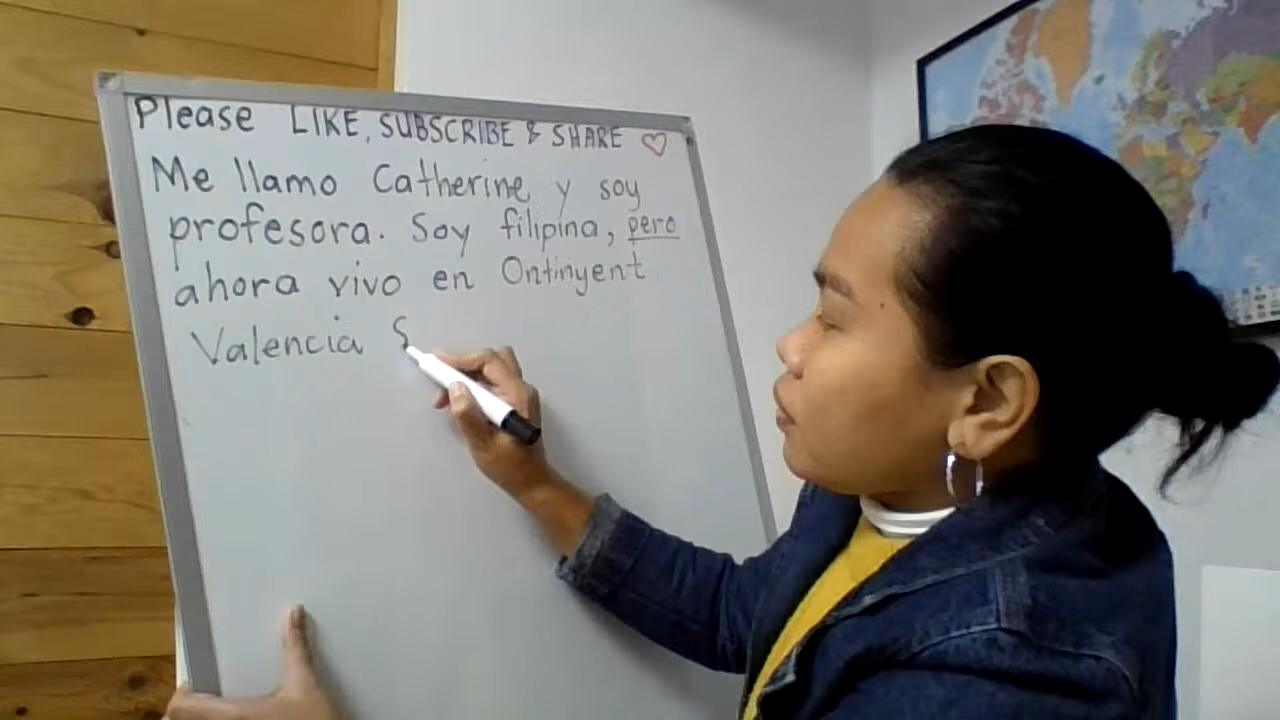 Please LIKE, SUBSCRIBE & SHARE
Me llamo Catherine y soy
profesora. Soy filipina, pero
ahora vivo en Ontinyent
Valencia S